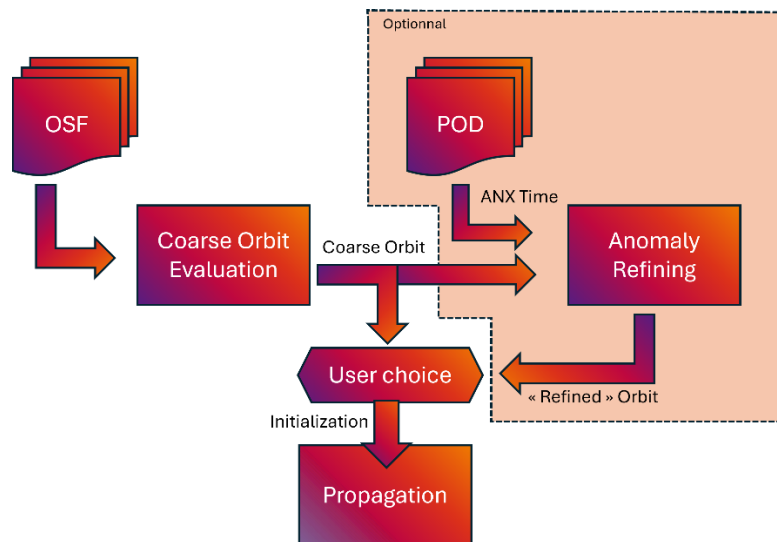 Optionnal
OSF
POD
ANX Time
Coarse Orbit
Evaluation
Coarse Orbit
Anomaly
Refining
User choice
« Refined » Orbit
Initialization
Propagation